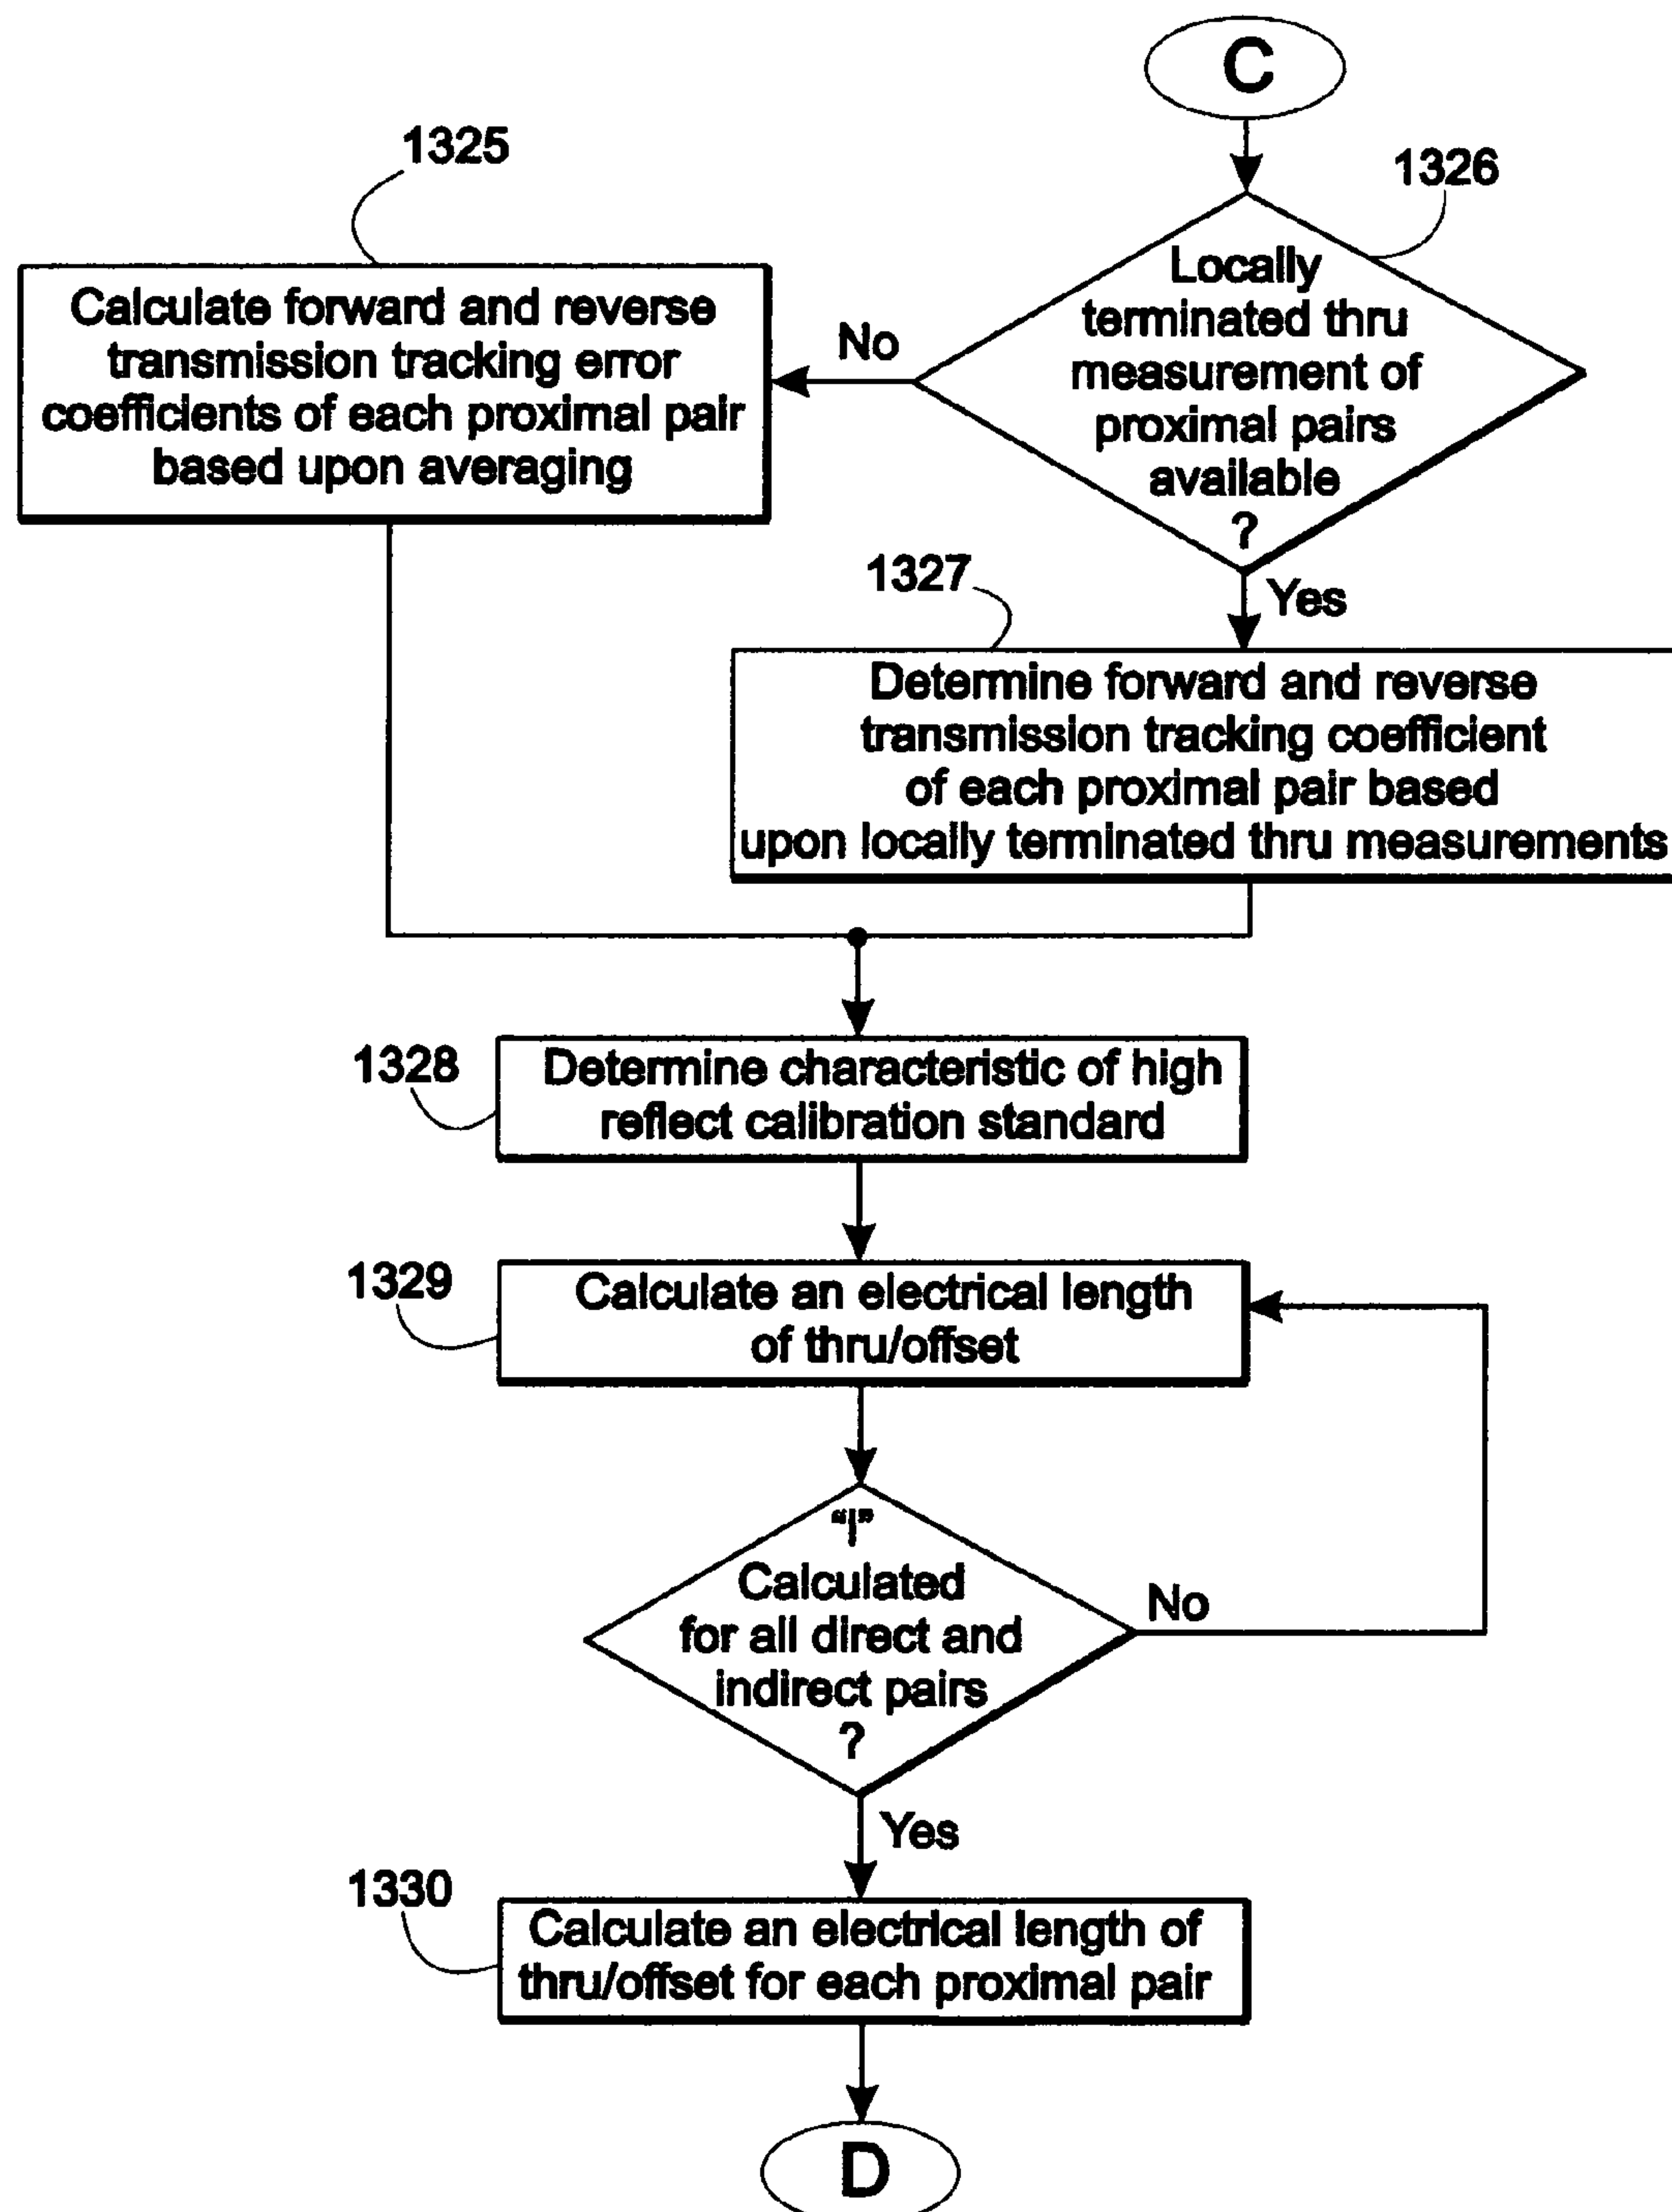 C
1325
1326
Calculate forward and reverse
transmission tracking error
coefficients of each proximal pair
based upon averaging
No
Locally
terminated thru
measurement of
proximal pairs
available
?
1327
Yes
Determine forward and reverse
transmission tracking coefficient
of each proximal pair based
upon locally terminated thru measurements
1328
Determine characteristic of high
reflect calibration standard
1329
Calculate an electrical length
of thru/offset
"l"
Calculated
for all direct and
indirect pairs
?
No
Yes
1330
Calculate an electrical length of
thru/offset for each proximal pair
D